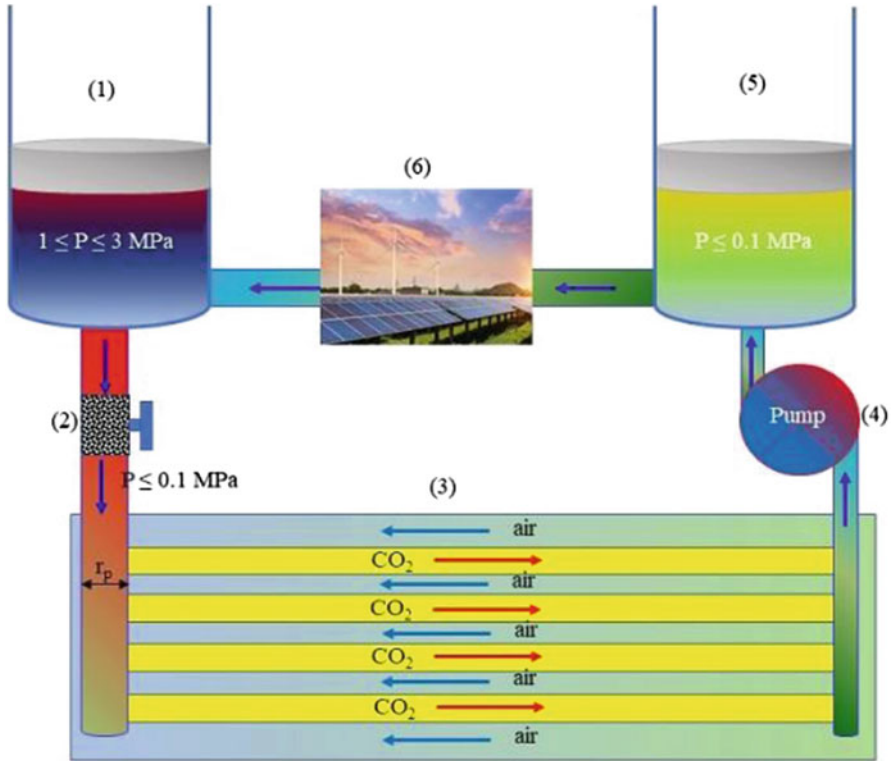 (1)
(5)
(6)
1 ≤ P ≤ 3 MPa
P ≤ 0.1 MPa
(2)
Pump
(4)
P ≤ 0.1 MPa
(3)
air
CO₂
rₚ
air
CO₂
air
CO₂
air
CO₂
air